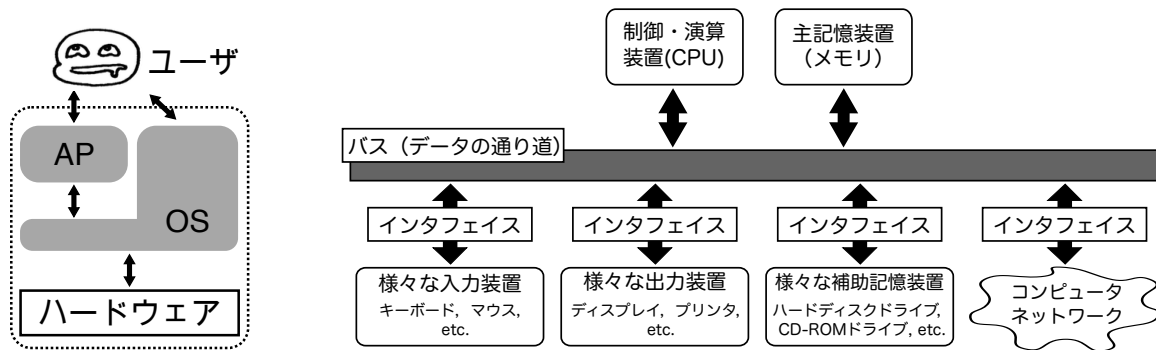 ユーザ
AP
OS
ハードウェア
制御・演算
装置(CPU)
主記憶装置
（メモリ）
バス（データの通り道）
インタフェイス
インタフェイス
インタフェイス
インタフェイス
様々な入力装置
キーボード，マウス，
etc.
様々な出力装置
ディスプレイ，プリンタ，
etc.
様々な補助記憶装置
ハードディスクドライブ，
CD-ROMドライブ, etc.
コンピュータ
ネットワーク